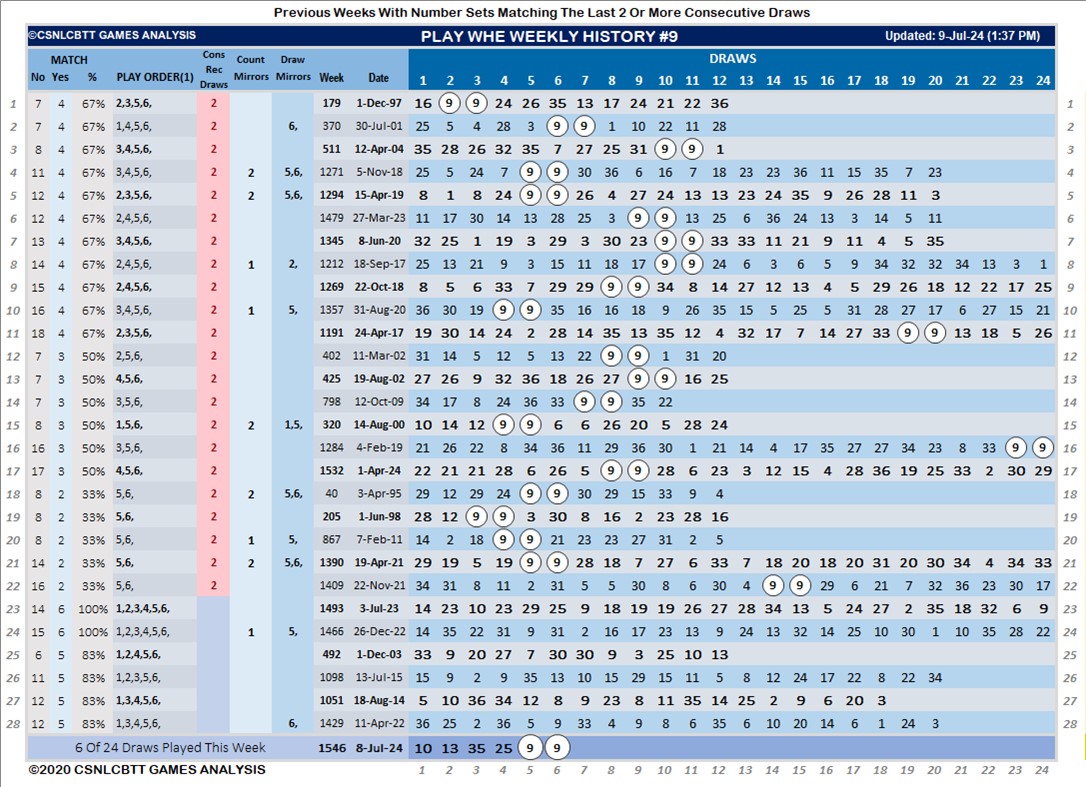 Previous Weeks With Number Sets Matching The Last 2 Or More Consecutive Draws
©CSNLCBTT GAMES ANALYSIS PLAY WHE WEEKLY HISTORY #9 Updated: 9-Jul-24 (1:37 PM)
MATCH Cons Rec Draws Count Mirrors Draw Mirrors DRAWS
No Yes % PLAY ORDER(1) Week Date 1 2 3 4 5 6 7 8 9 10 11 12 13 14 15 16 17 18 19 20 21 22 23 24
1 7 4 67% 2,3,5,6, 2 179 1-Dec-97 16 9 9 24 26 35 13 17 24 21 22 36 1
2 7 4 67% 1,4,5,6, 2 6, 370 30-Jul-01 25 5 4 28 3 9 9 1 10 22 11 28 2
3 8 4 67% 3,4,5,6, 2 511 12-Apr-04 35 28 26 32 35 7 27 25 31 9 9 1 3
4 11 4 67% 3,4,5,6, 2 2 5,6, 1271 5-Nov-18 25 5 24 7 9 9 30 36 6 16 7 18 23 23 36 11 15 35 7 23 4
5 12 4 67% 2,3,5,6, 2 2 5,6, 1294 15-Apr-19 8 1 8 24 9 9 26 4 27 24 13 13 23 24 35 9 26 28 11 3 5
6 12 4 67% 2,4,5,6, 2 1479 27-Mar-23 11 17 30 14 13 28 25 3 9 9 13 25 6 36 24 13 3 14 5 11 6
7 13 4 67% 3,4,5,6, 2 1345 8-Jun-20 32 25 1 19 3 29 3 30 23 9 9 33 33 11 21 9 11 4 5 35 7
8 14 4 67% 2,4,5,6, 2 1 2, 1212 18-Sep-17 25 13 21 9 3 15 11 18 17 9 9 24 6 3 6 5 9 34 32 32 34 13 3 1 8
9 15 4 67% 2,4,5,6, 2 1269 22-Oct-18 8 5 6 33 7 29 29 9 9 34 8 14 27 12 13 4 5 29 26 18 12 22 17 25 9
10 16 4 67% 3,4,5,6, 2 1 5, 1357 31-Aug-20 36 30 19 9 9 35 16 16 18 9 26 35 15 5 25 5 31 28 27 17 6 27 15 21 10
11 18 4 67% 2,3,5,6, 2 1191 24-Apr-17 19 30 14 24 2 28 14 35 13 35 12 4 32 17 7 14 27 33 9 9 13 18 5 26 11
12 7 3 50% 2,5,6, 2 402 11-Mar-02 31 14 5 12 5 13 22 9 9 1 31 20 12
13 7 3 50% 4,5,6, 2 425 19-Aug-02 27 26 9 32 36 18 26 27 9 9 16 25 13
14 7 3 50% 3,5,6, 2 798 12-Oct-09 34 17 8 24 36 33 9 9 35 22 14
15 8 3 50% 1,5,6, 2 2 1,5, 320 14-Aug-00 10 14 12 9 9 6 6 26 20 5 28 24 15
16 16 3 50% 3,5,6, 2 1284 4-Feb-19 21 26 22 8 34 36 11 29 36 30 1 21 14 4 17 35 27 27 34 23 8 33 9 9 16
17 17 3 50% 4,5,6, 2 1532 1-Apr-24 22 21 21 28 6 26 5 9 9 28 6 23 3 12 15 4 28 36 19 25 33 2 30 29 17
18 8 2 33% 5,6, 2 2 5,6, 40 3-Apr-95 29 12 29 24 9 9 30 29 15 33 9 4 18
19 8 2 33% 5,6, 2 205 1-Jun-98 28 12 9 9 3 30 8 16 2 23 28 16 19
20 8 2 33% 5,6, 2 1 5, 867 7-Feb-11 14 2 18 9 9 21 23 23 27 31 2 5 20
21 14 2 33% 5,6, 2 2 5,6, 1390 19-Apr-21 29 19 5 19 9 9 28 18 7 27 6 33 7 18 20 18 20 31 20 30 34 4 34 33 21
22 16 2 33% 5,6, 2 1409 22-Nov-21 34 31 8 11 2 31 5 5 30 8 6 30 4 9 9 29 6 21 7 32 36 23 30 17 22
23 14 6 100% 1,2,3,4,5,6, 1493 3-Jul-23 14 23 10 23 29 25 9 18 19 19 26 27 28 34 13 5 24 27 2 35 18 32 6 9 23
24 15 6 100% 1,2,3,4,5,6, 1 5, 1466 26-Dec-22 14 35 22 31 9 31 2 16 17 23 13 9 24 13 32 14 25 10 30 1 10 35 28 22 24
25 6 5 83% 1,2,4,5,6, 492 1-Dec-03 33 9 20 27 7 30 30 9 3 25 10 13 25
26 11 5 83% 1,2,3,5,6, 1098 13-Jul-15 15 9 2 9 35 13 10 15 29 15 11 5 8 12 24 17 22 8 22 34 26
27 12 5 83% 1,3,4,5,6, 1051 18-Aug-14 5 10 36 34 12 8 9 23 8 11 35 14 25 2 9 17 9 6 20 3 27
28 12 5 83% 1,3,4,5,6, 6, 1429 11-Apr-22 36 25 2 36 5 9 33 4 9 8 6 35 6 10 20 14 6 1 24 3 28
6 Of 24 Draws Played This Week 1546 8-Jul-24 10 13 35 25 9 9
©2020 CSNLCBTT GAMES ANALYSIS 1 2 3 4 5 6 7 8 9 10 11 12 13 14 15 16 17 18 19 20 21 22 23 24